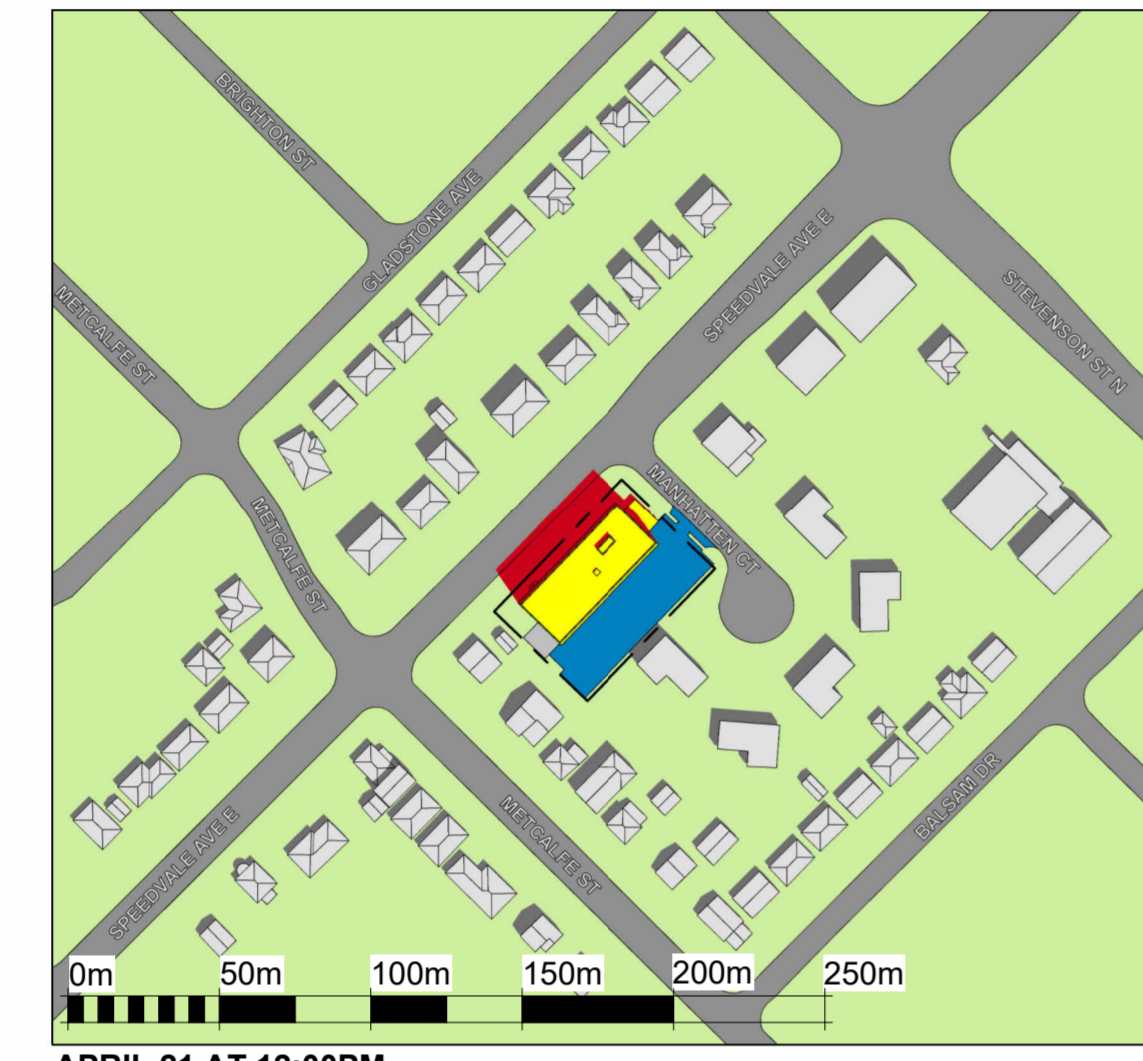 BRIGHTON ST
GLADSTONE AVE
METCALFE ST
SPEEDVALE AVE E
STEVENSON ST N
MANHATTEN CT
METCALFE ST
METCALFE ST
BALSAM DR
SPEEDVALE AVE E
0m 50m 100m 150m 200m 250m